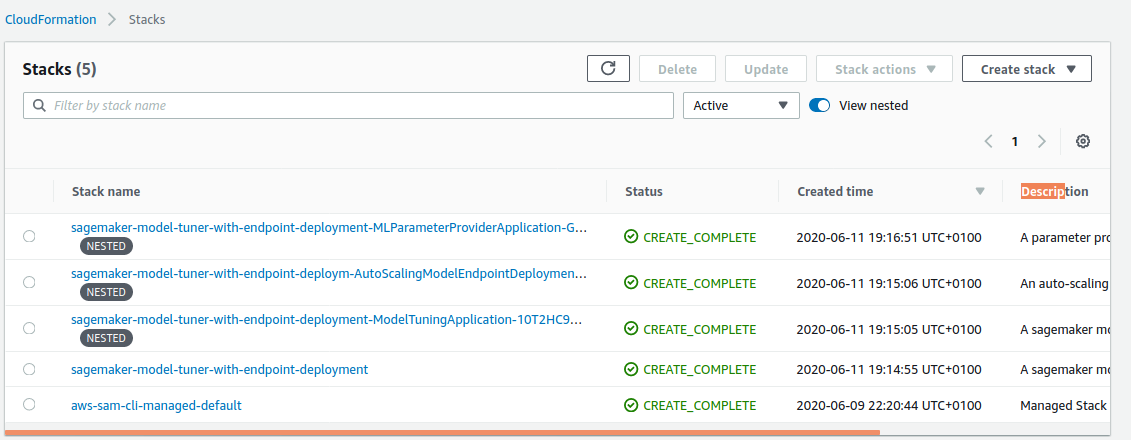 CloudFormation > Stacks
Stacks (5) Delete Update Stack actions Create stack
Filter by stack name Active View nested
1
Stack name Status Created time Description
sagemaker-model-tuner-with-endpoint-deployment-MLParameterProviderApplication-G... CREATE_COMPLETE 2020-06-11 19:16:51 UTC+0100 A parameter pro
NESTED
sagemaker-model-tuner-with-endpoint-deploym-AutoScalingModelEndpointDeploymen... CREATE_COMPLETE 2020-06-11 19:15:06 UTC+0100 An auto-scaling
NESTED
sagemaker-model-tuner-with-endpoint-deployment-ModelTuningApplication-10T2HC9... CREATE_COMPLETE 2020-06-11 19:15:05 UTC+0100 A sagemaker mo
NESTED
sagemaker-model-tuner-with-endpoint-deployment CREATE_COMPLETE 2020-06-11 19:14:55 UTC+0100 A sagemaker mo
aws-sam-cli-managed-default CREATE_COMPLETE 2020-06-09 22:20:44 UTC+0100 Managed Stack